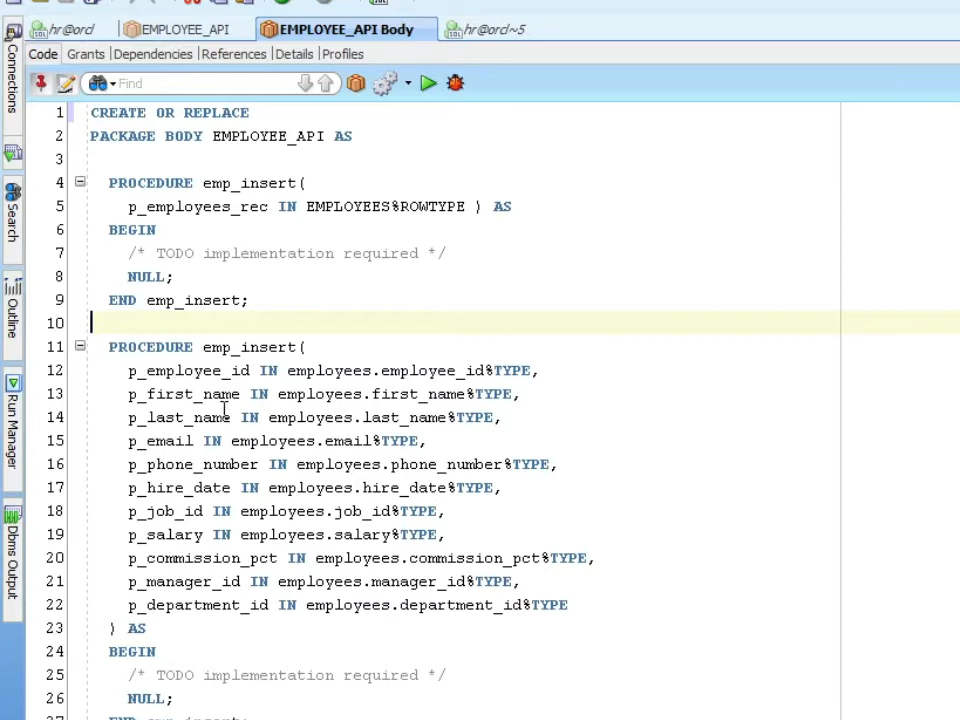 hr@ord
EMPLOYEE_API
EMPLOYEE_API Body
hr@ord~5
Code
Grants
Dependencies
References
Details
Profiles
Find
Connections
Search
Outline
Run Manager
Dbms Output
1 CREATE OR REPLACE
2 PACKAGE BODY EMPLOYEE_API AS
3
4 PROCEDURE emp_insert(
5 p_employees_rec IN EMPLOYEES%ROWTYPE ) AS
6 BEGIN
7 /* TODO implementation required */
8 NULL;
9 END emp_insert;
10
11 PROCEDURE emp_insert(
12 p_employee_id IN employees.employee_id%TYPE,
13 p_first_name IN employees.first_name%TYPE,
14 p_last_name IN employees.last_name%TYPE,
15 p_email IN employees.email%TYPE,
16 p_phone_number IN employees.phone_number%TYPE,
17 p_hire_date IN employees.hire_date%TYPE,
18 p_job_id IN employees.job_id%TYPE,
19 p_salary IN employees.salary%TYPE,
20 p_commission_pct IN employees.commission_pct%TYPE,
21 p_manager_id IN employees.manager_id%TYPE,
22 p_department_id IN employees.department_id%TYPE
23 ) AS
24 BEGIN
25 /* TODO implementation required */
26 NULL;